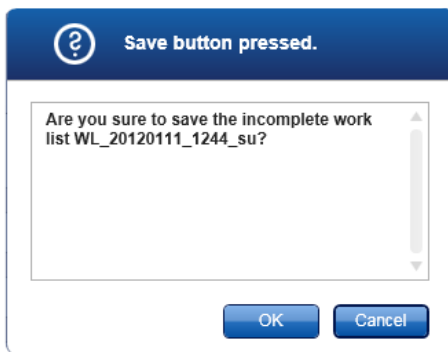 Save button pressed.
Are you sure to save the incomplete work
list WL_20120111_1244_su?
OK
Cancel